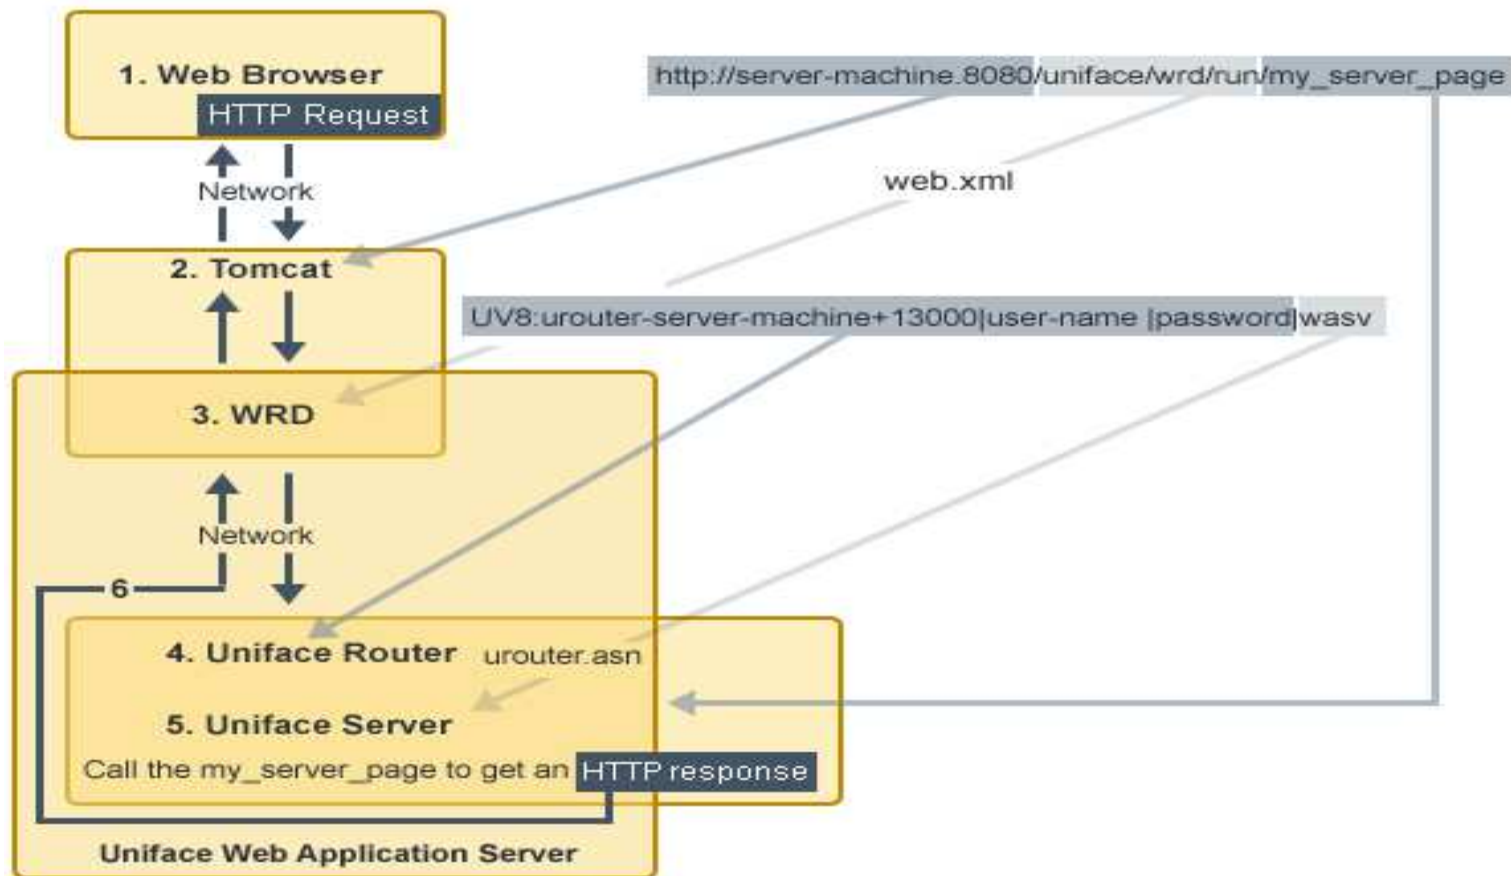 1. Web Browser
HTTP Request
http://server-machine.8080/uniface/wrd/run/my_server_page
Network
web.xml
2. Tomcat
UV8:urouter-server-machine+13000|user-name |password|wasv
3. WRD
Network
6
4. Uniface Router urouter.asn
5. Uniface Server
Call the my_server_page to get an HTTP response
Uniface Web Application Server